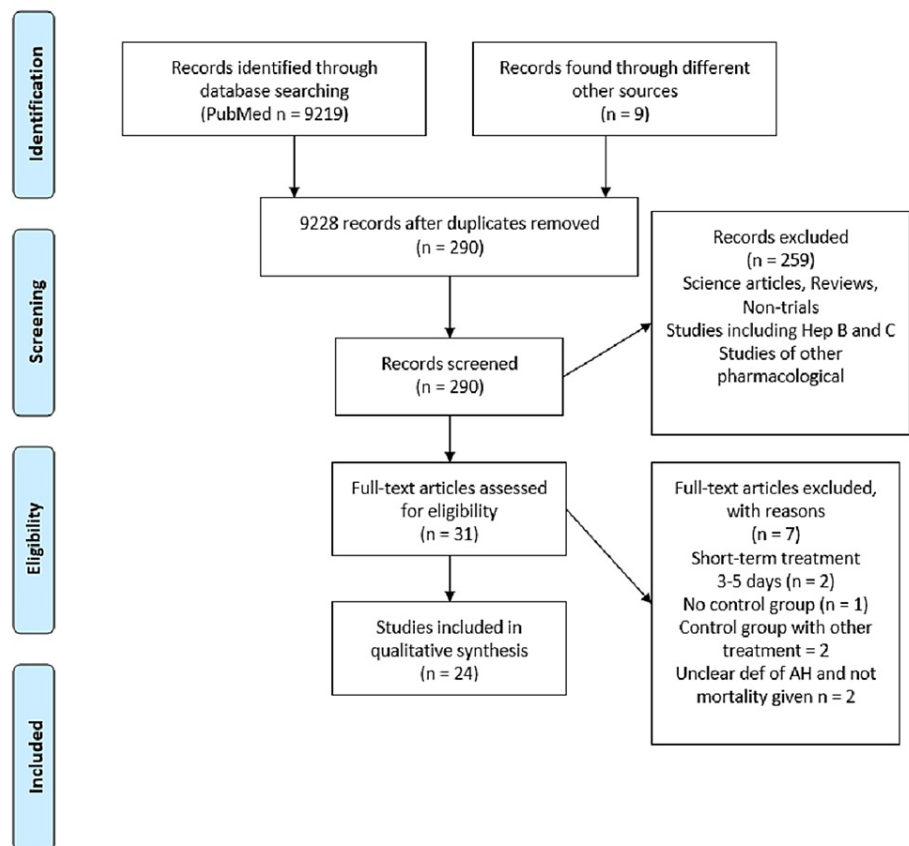 Identification
Records identified through
database searching
(PubMed n = 9219)
Records found through different
other sources
(n = 9)
9228 records after duplicates removed
(n = 290)
Screening
Records excluded
(n = 259)
Science articles, Reviews,
Non-trials
Studies including Hep B and C
Studies of other
pharmacological
Records screened
(n = 290)
Eligibility
Full-text articles assessed
for eligibility
(n = 31)
Full-text articles excluded,
with reasons
(n = 7)
Short-term treatment
3-5 days (n = 2)
No control group (n = 1)
Control group with other
treatment = 2
Unclear def of AH and not
mortality given n = 2
Studies included in
qualitative synthesis
(n = 24)
Included